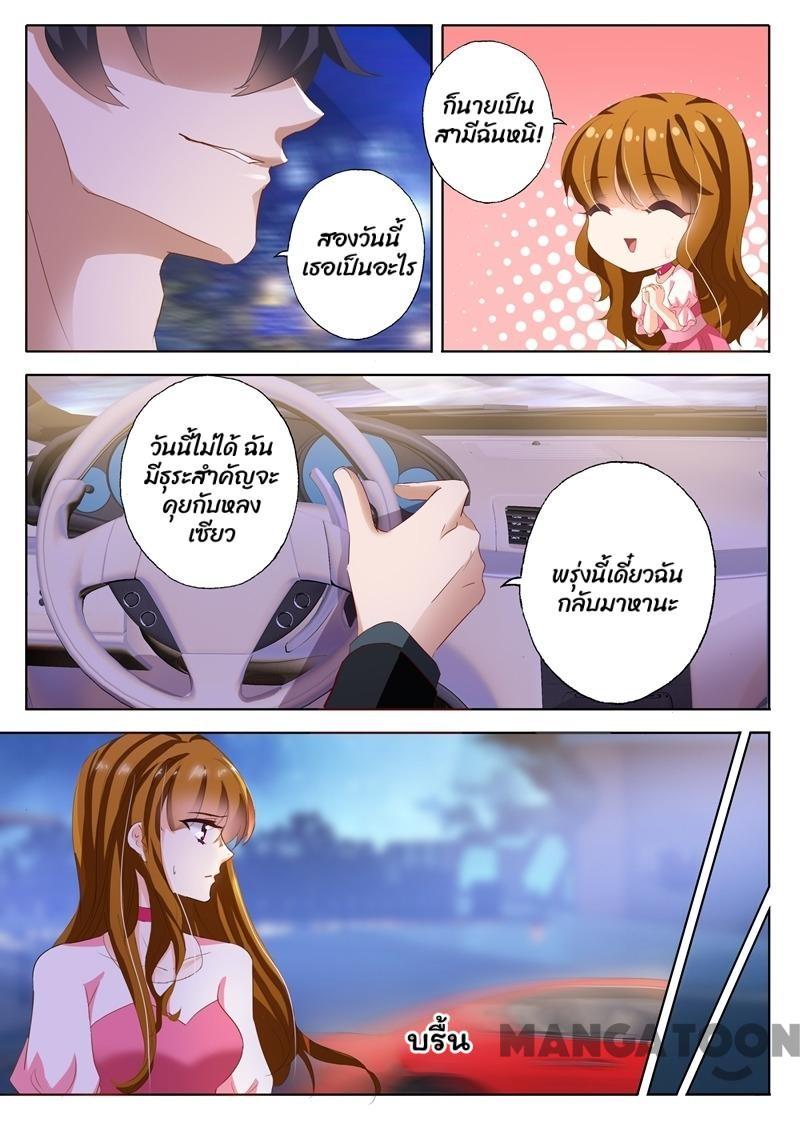 สองวันนี้
เธอเป็นอะไร
ก็นายเป็น
สามีฉันหนิ!
วันนี้ไม่ได้ ฉัน
มีธุระสำคัญจะ
คุยกับหลง
เซียว
พรุ่งนี้เดี๋ยวฉัน
กลับมาหานะ
บรื้น
MANGATOON